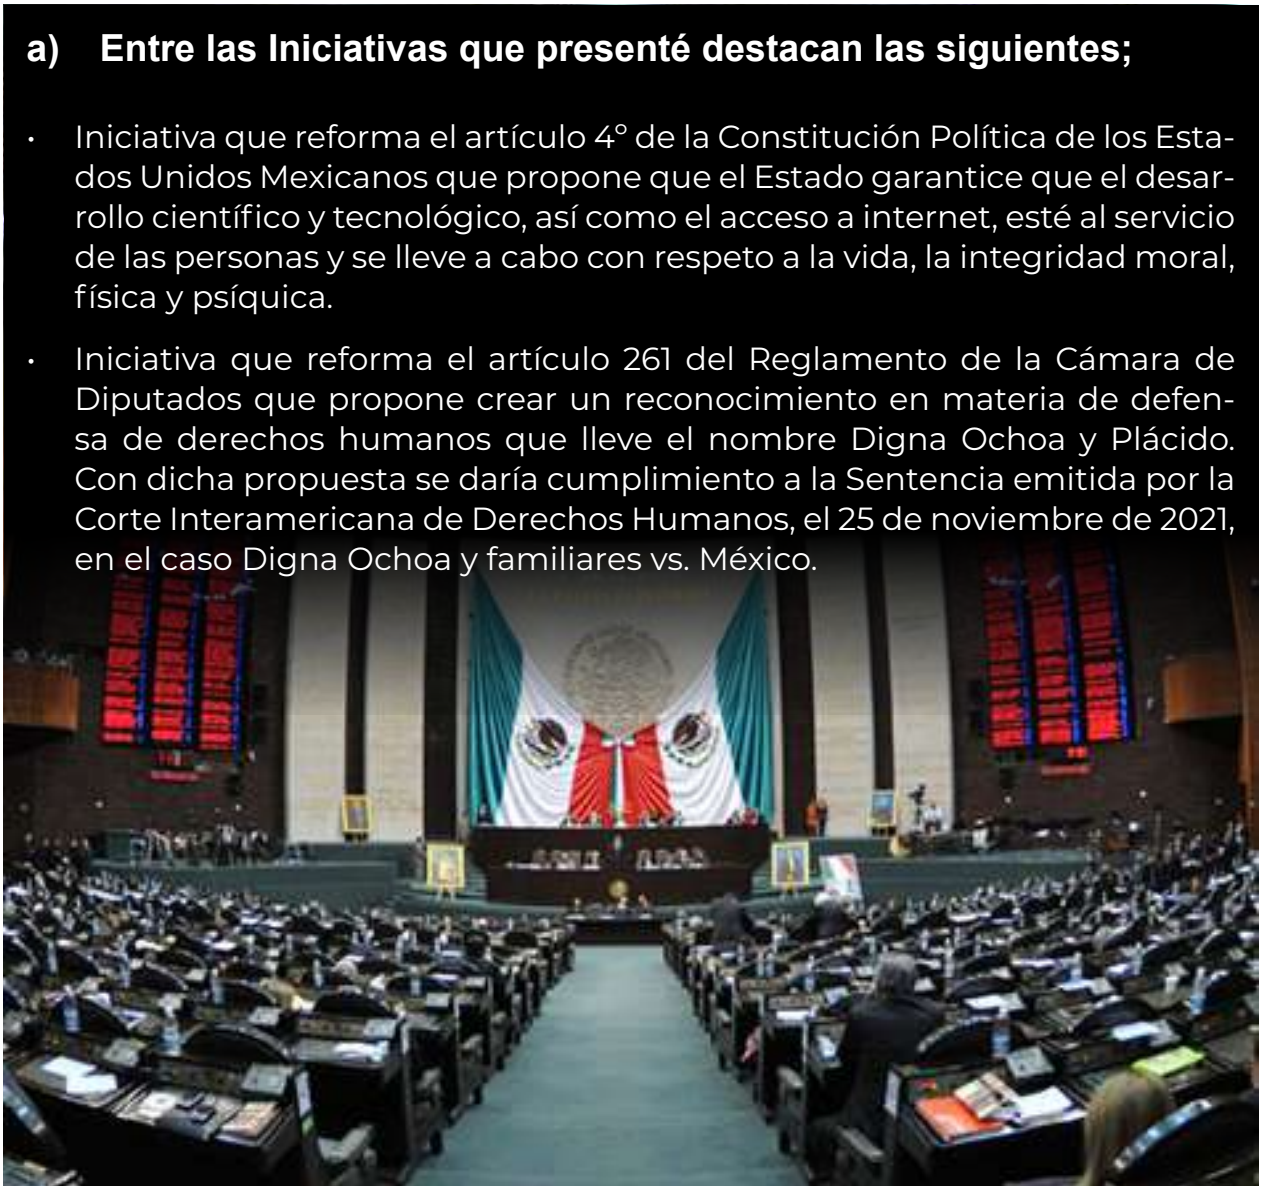 a) Entre las Iniciativas que presenté destacan las siguientes;
· Iniciativa que reforma el artículo 4º de la Constitución Política de los Esta-
dos Unidos Mexicanos que propone que el Estado garantice que el desar-
rollo científico y tecnológico, así como el acceso a internet, esté al servicio
de las personas y se lleve a cabo con respeto a la vida, la integridad moral,
física y psíquica.
· Iniciativa que reforma el artículo 261 del Reglamento de la Cámara de
Diputados que propone crear un reconocimiento en materia de defen-
sa de derechos humanos que lleve el nombre Digna Ochoa y Plácido.
Con dicha propuesta se daría cumplimiento a la Sentencia emitida por la
Corte Interamericana de Derechos Humanos, el 25 de noviembre de 2021,
en el caso Digna Ochoa y familiares vs. México.